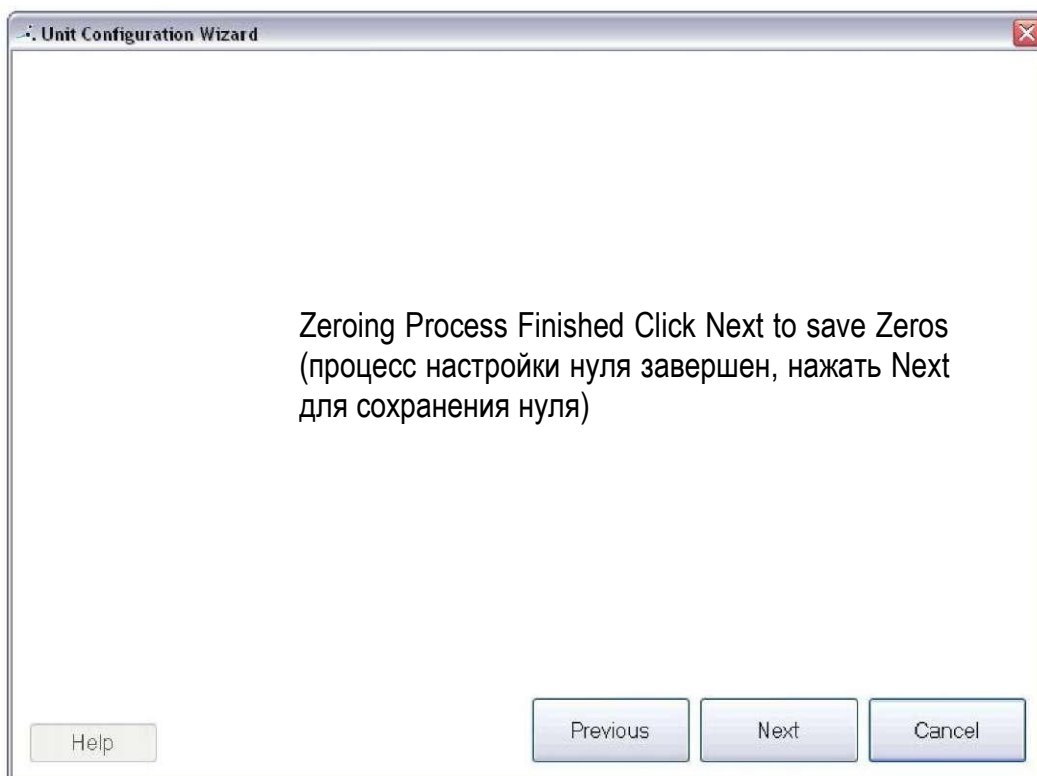 Unit Configuration Wizard
Zeroing Process Finished Click Next to save Zeros
(процесс настройки нуля завершен, нажать Next
для сохранения нуля)
Help
Previous
Next
Cancel